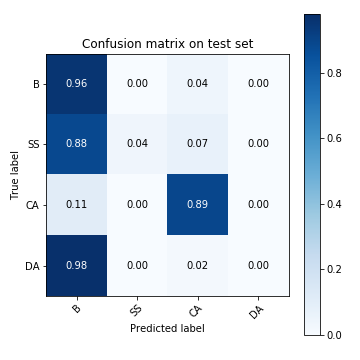 Confusion matrix on test set
True label
B 0.96 0.00 0.04 0.00
SS 0.88 0.04 0.07 0.00
CA 0.11 0.00 0.89 0.00
DA 0.98 0.00 0.02 0.00
B SS CA DA
Predicted label
0.8
0.6
0.4
0.2
0.0